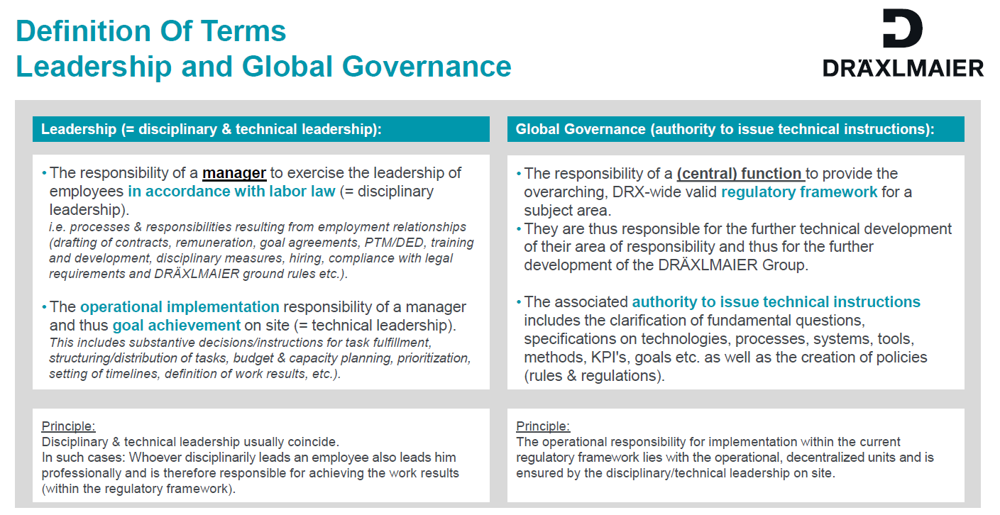 Definition Of Terms
Leadership and Global Governance
DRÄXLMAIER
Leadership (= disciplinary & technical leadership):
• The responsibility of a manager to exercise the leadership of
employees in accordance with labor law (= disciplinary
leadership).
i.e. processes & responsibilities resulting from employment relationships
(drafting of contracts, remuneration, goal agreements, PTM/DED, training
and development, disciplinary measures, hiring, compliance with legal
requirements and DRÄXLMAIER ground rules etc.).
• The operational implementation responsibility of a manager
and thus goal achievement on site (= technical leadership).
This includes substantive decisions/instructions for task fulfillment,
structuring/distribution of tasks, budget & capacity planning, prioritization,
setting of timelines, definition of work results, etc.).
Principle:
Disciplinary & technical leadership usually coincide.
In such cases: Whoever disciplinarily leads an employee also leads him
professionally and is therefore responsible for achieving the work results
(within the regulatory framework).
Global Governance (authority to issue technical instructions):
• The responsibility of a (central) function to provide the
overarching, DRX-wide valid regulatory framework for a
subject area.
• They are thus responsible for the further technical development
of their area of responsibility and thus for the further
development of the DRÄXLMAIER Group.
• The associated authority to issue technical instructions
includes the clarification of fundamental questions,
specifications on technologies, processes, systems, tools,
methods, KPI's, goals etc. as well as the creation of policies
(rules & regulations).
Principle:
The operational responsibility for implementation within the current
regulatory framework lies with the operational, decentralized units and is
ensured by the disciplinary/technical leadership on site.